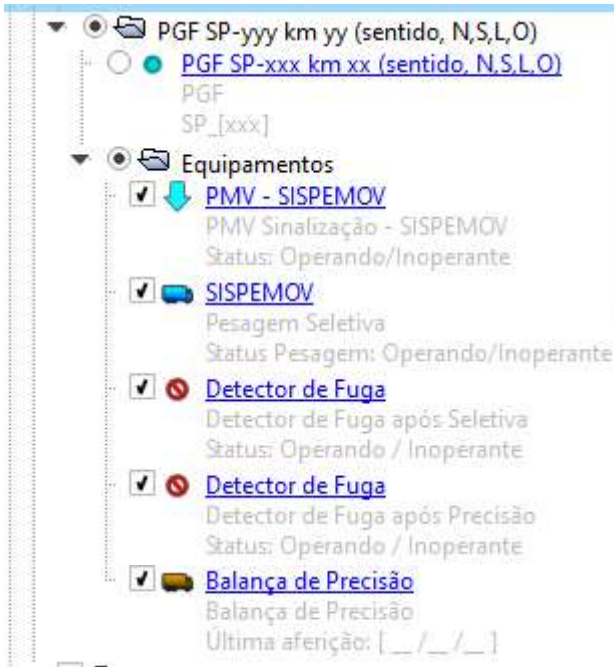 PGF SP-yyy km yy (sentido, N,S,L,O)
PGF SP-xxx km xx (sentido, N,S,L,O)
PGF
SP_[xxx]
Equipamentos
PMV - SISPEMOV
PMV Sinalização - SISPEMOV
Status: Operando/Inoperante
SISPEMOV
Pesagem Seletiva
Status Pesagem: Operando/Inoperante
Detector de Fuga
Detector de Fuga após Seletiva
Status: Operando / Inoperante
Detector de Fuga
Detector de Fuga após Precisão
Status: Operando / Inoperante
Balança de Precisão
Balança de Precisão
Última aferição: [ __ /__ /__ ]